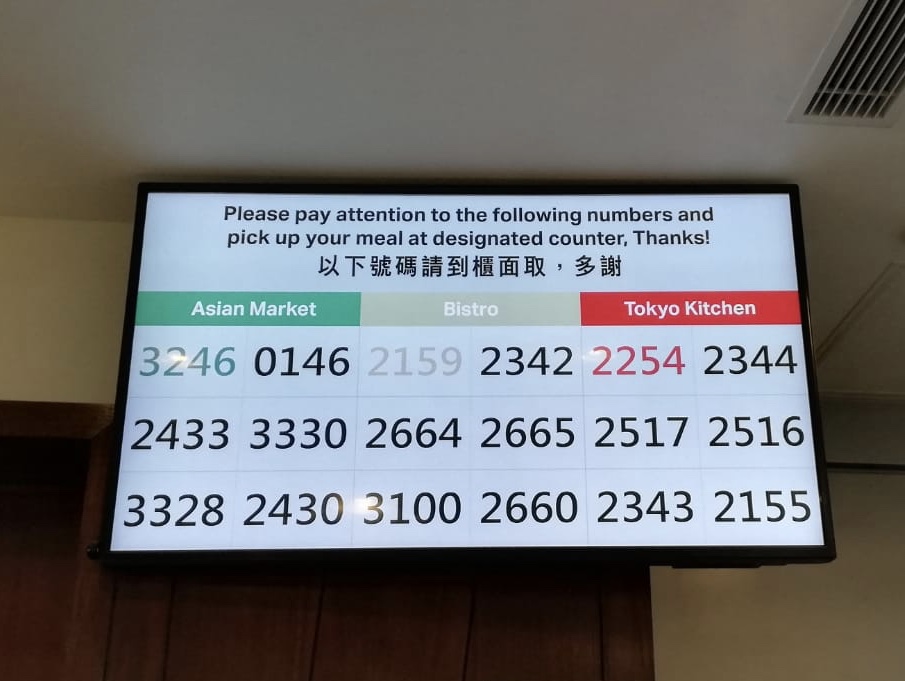 Please pay attention to the following numbers and
pick up your meal at designated counter, Thanks!
以下號碼請到櫃面取，多謝
Asian Market Bistro Tokyo Kitchen
3246 0146 2159 2342 2254 2344
2433 3330 2664 2665 2517 2516
3328 2430 3100 2660 2343 2155